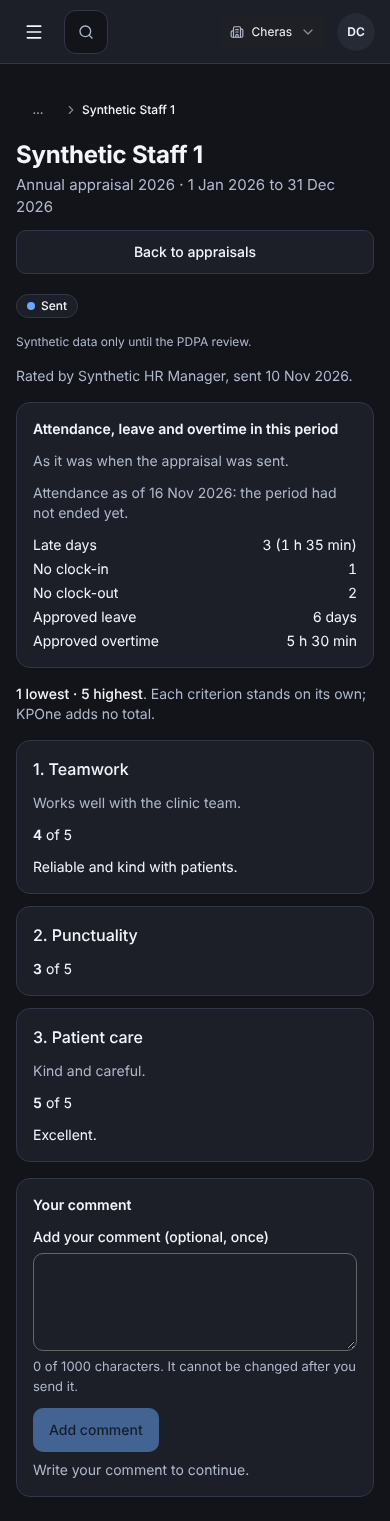 Cheras
DC
... > Synthetic Staff 1
Synthetic Staff 1
Annual appraisal 2026 · 1 Jan 2026 to 31 Dec
2026
Back to appraisals
Sent
Synthetic data only until the PDPA review.
Rated by Synthetic HR Manager, sent 10 Nov 2026.
Attendance, leave and overtime in this period
As it was when the appraisal was sent.
Attendance as of 16 Nov 2026: the period had
not ended yet.
Late days 3 (1 h 35 min)
No clock-in 1
No clock-out 2
Approved leave 6 days
Approved overtime 5 h 30 min
1 lowest · 5 highest. Each criterion stands on its own;
KPOne adds no total.
1. Teamwork
Works well with the clinic team.
4 of 5
Reliable and kind with patients.
2. Punctuality
3 of 5
3. Patient care
Kind and careful.
5 of 5
Excellent.
Your comment
Add your comment (optional, once)
0 of 1000 characters. It cannot be changed after you
send it.
Add comment
Write your comment to continue.